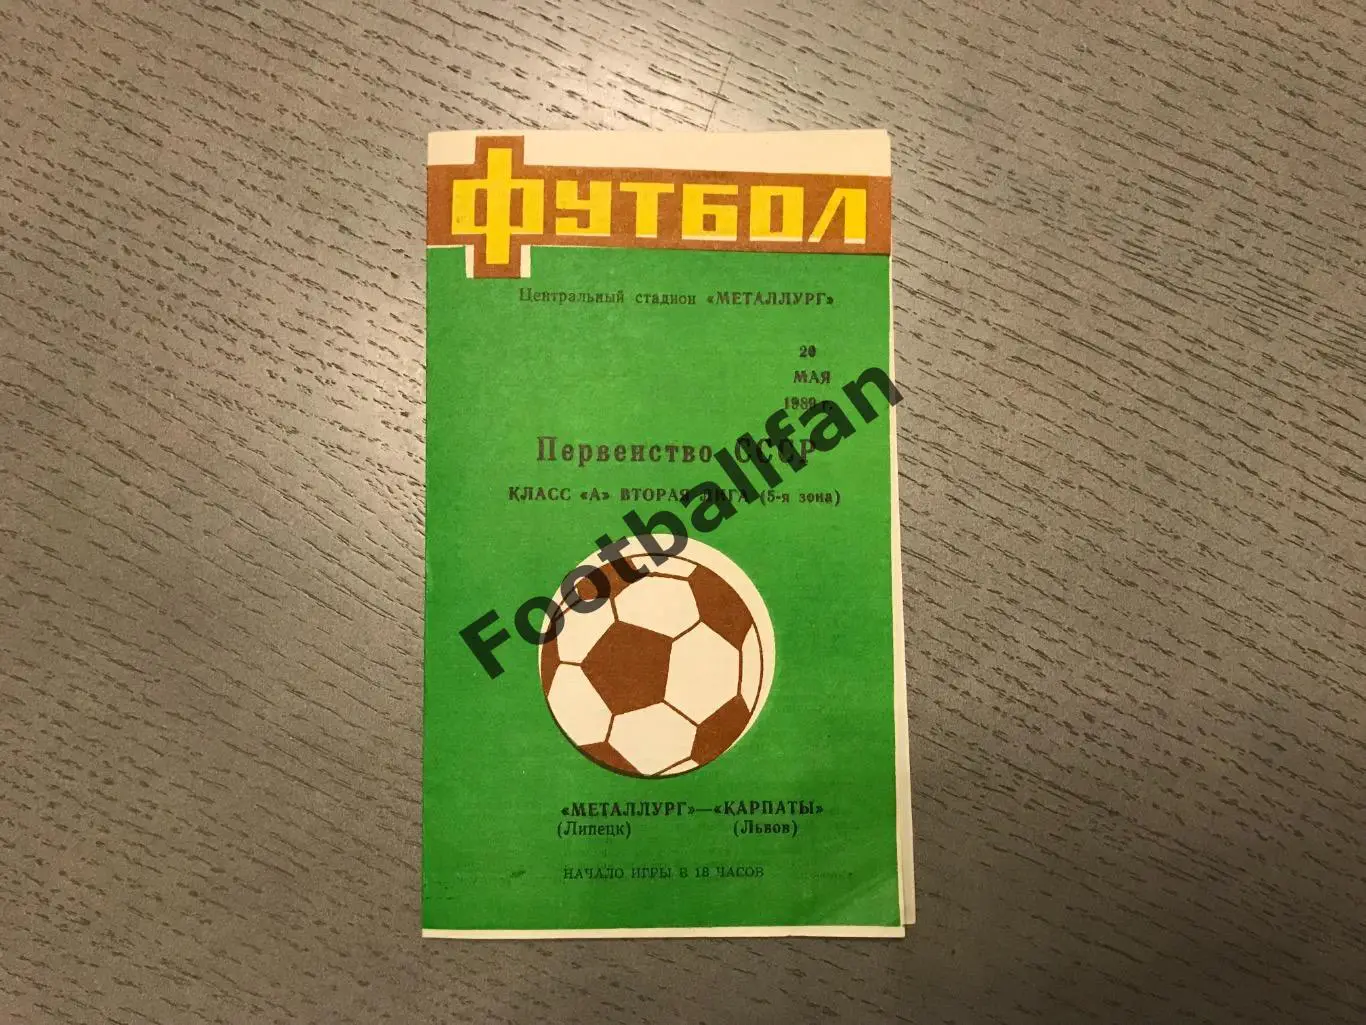 ФУТБОЛ
Центральный стадион «МЕТАЛЛУРГ»
20
МАЯ
1989 г.
Первенство СССР
КЛАСС «А» ВТОРАЯ ЛИГА (5-я зона)
Footballfan
«МЕТАЛЛУРГ»—«КАРПАТЫ»
(Липецк) (Львов)
НАЧАЛО ИГРЫ В 18 ЧАСОВ